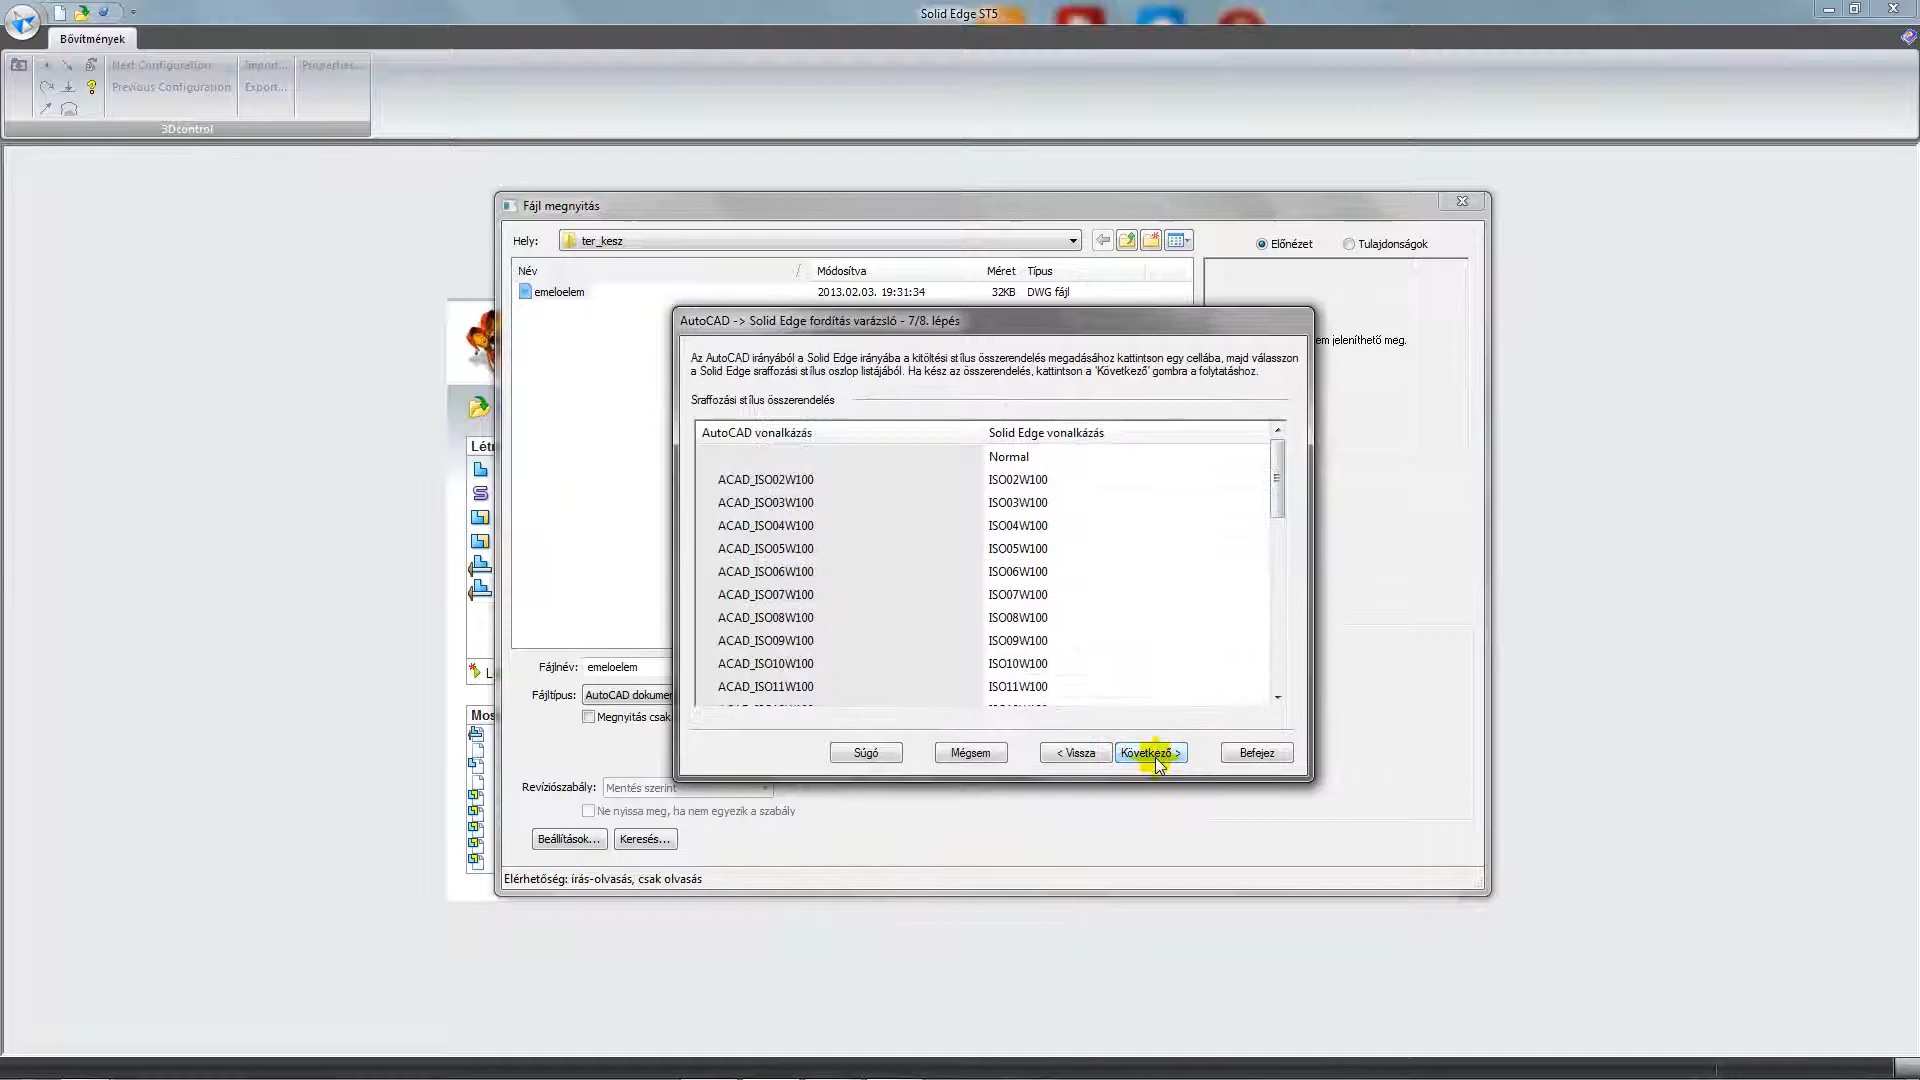 Solid Edge ST5
Bővítmények
Next Configuration
Import...
Properties...
Previous Configuration
Export...
3Dcontrol
Fájl megnyitás
Hely:
ter_kesz
Előnézet
Tulajdonságok
Név
Módosítva
Méret
Típus
emeloelem
2013.02.03. 19:31:34
32KB
DWG fájl
em jeleníthető meg.
AutoCAD -> Solid Edge fordítás varázsló - 7/8. lépés
Az AutoCAD irányából a Solid Edge irányába a kitöltési stílus összerendelés megadásához kattintson egy cellába, majd válasszon
a Solid Edge sraffozási stílus oszlop listájából. Ha kész az összerendelés, kattintson a 'Következő' gombra a folytatáshoz.
Sraffozási stílus összerendelés
AutoCAD vonalkázás
Solid Edge vonalkázás
Normal
ACAD_ISO02W100
ISO02W100
ACAD_ISO03W100
ISO03W100
ACAD_ISO04W100
ISO04W100
ACAD_ISO05W100
ISO05W100
ACAD_ISO06W100
ISO06W100
ACAD_ISO07W100
ISO07W100
ACAD_ISO08W100
ISO08W100
ACAD_ISO09W100
ISO09W100
ACAD_ISO10W100
ISO10W100
ACAD_ISO11W100
ISO11W100
Súgó
Mégsem
< Vissza
Következő >
Befejez
Lét
L
Mos
Fájlnév:
emeloelem
Fájltípus:
AutoCAD dokumer
Megnyitás csak
Revíziószabály:
Mentés szerint
Ne nyissa meg, ha nem egyezik a szabály
Beállítások...
Keresés...
Elérhetőség: írás-olvasás, csak olvasás